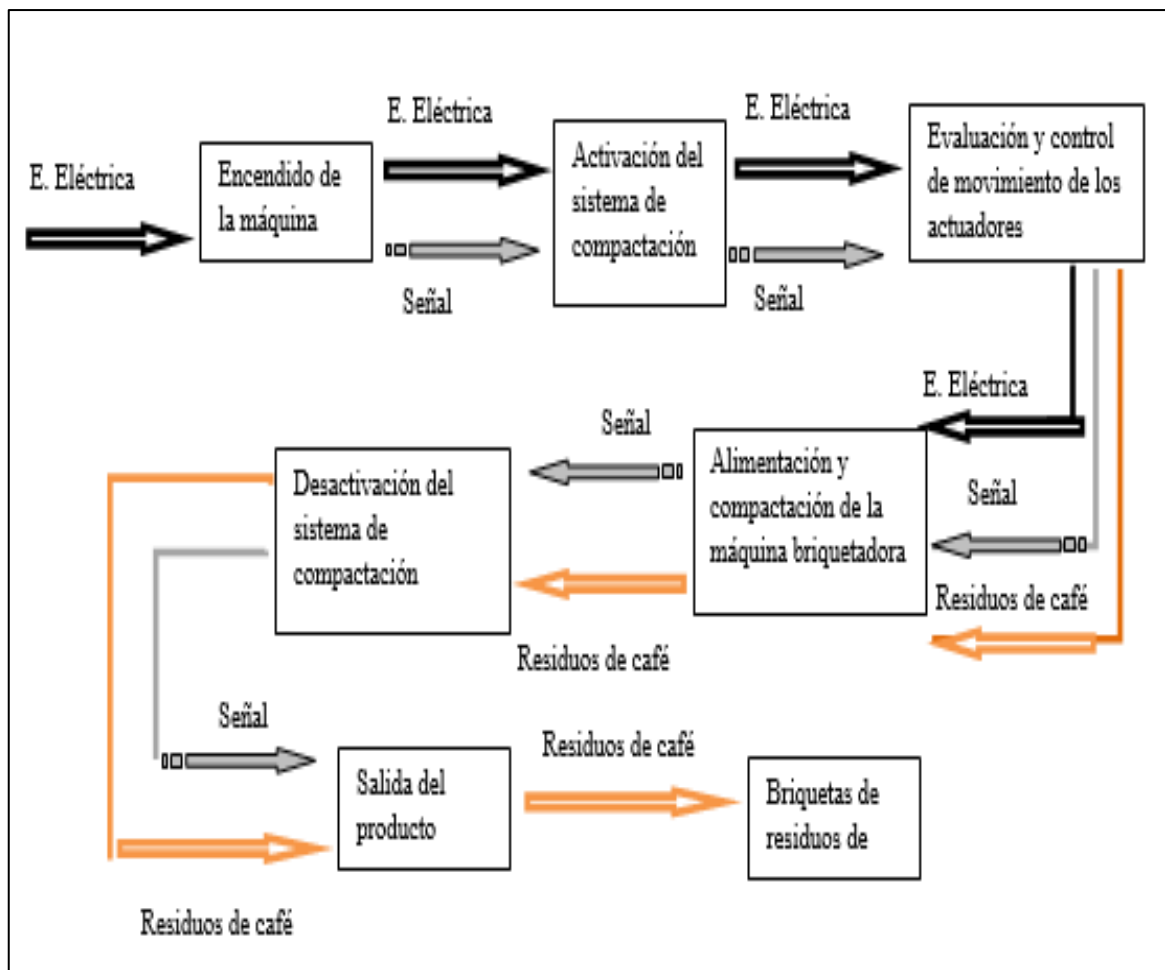 E. Eléctrica
Encendido de
la máquina
E. Eléctrica
Señal
Activación del
sistema de
compactación
E. Eléctrica
Señal
Evaluación y control
de movimiento de los
actuadores
E. Eléctrica
Señal
Residuos de café
Alimentación y
compactación de la
máquina briquetadora
Señal
Residuos de café
Desactivación del
sistema de
compactación
Señal
Residuos de café
Salida del
producto
Residuos de café
Briquetas de
residuos de